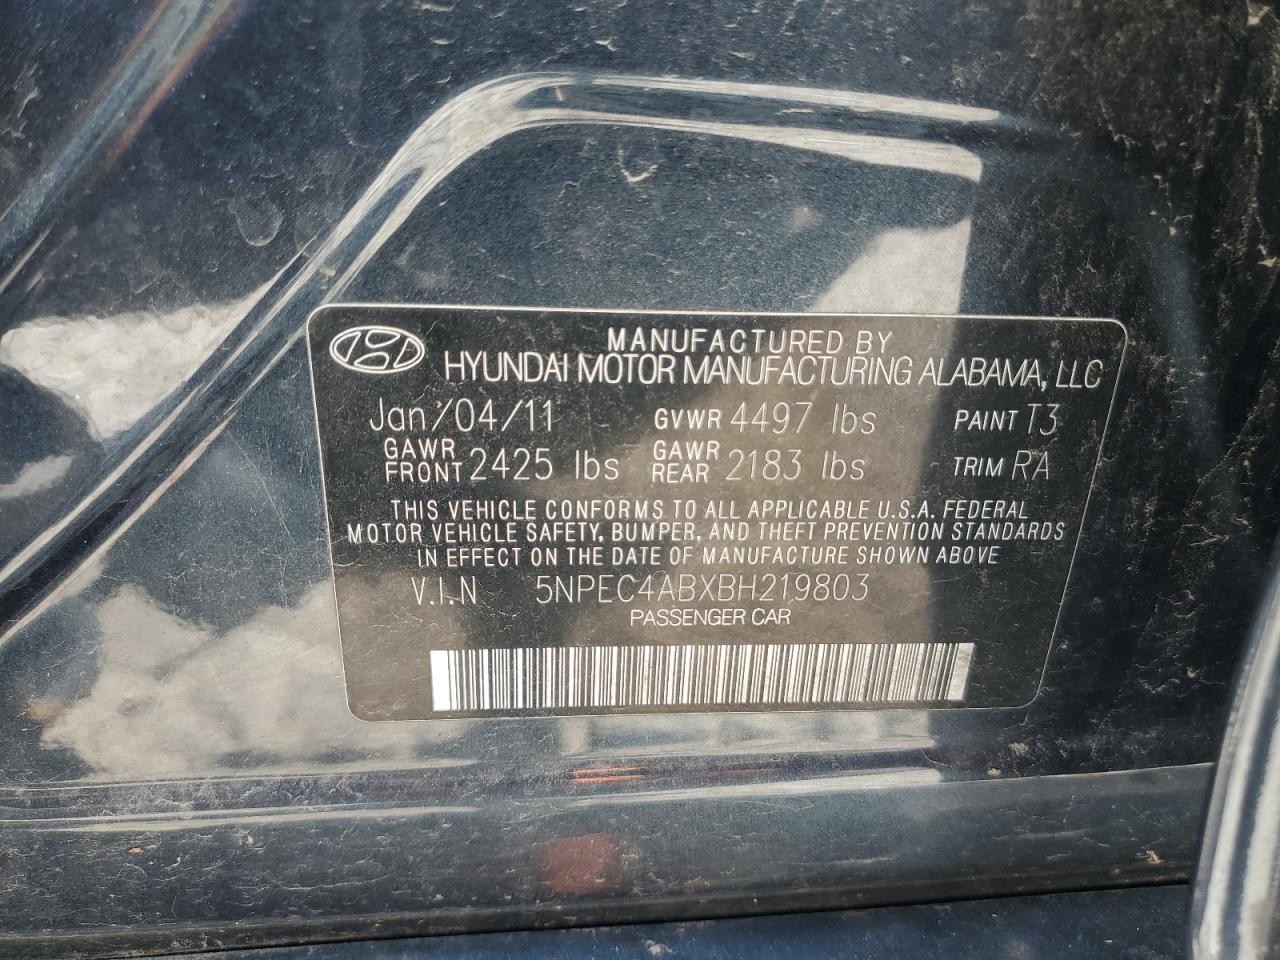 MANUFACTURED BY
HYUNDAI MOTOR MANUFACTURING ALABAMA, LLC
Jan/04/11 GVWR 4497 lbs PAINT T3
GAWR FRONT 2425 lbs GAWR REAR 2183 lbs TRIM RA
THIS VEHICLE CONFORMS TO ALL APPLICABLE U.S.A. FEDERAL
MOTOR VEHICLE SAFETY, BUMPER, AND THEFT PREVENTION STANDARDS
IN EFFECT ON THE DATE OF MANUFACTURE SHOWN ABOVE
V.I.N 5NPEC4ABXBH219803
PASSENGER CAR